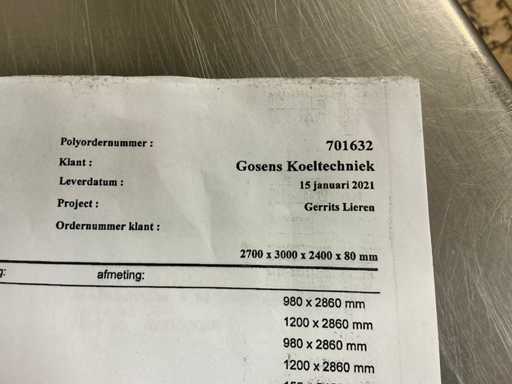 Polyordernummer : 701632
Klant : Gosens Koeltechniek
Leverdatum : 15 januari 2021
Project : Gerrits Lieren
Ordernummer klant :
2700 x 3000 x 2400 x 80 mm
afmeting:
980 x 2860 mm
1200 x 2860 mm
980 x 2860 mm
1200 x 2860 mm